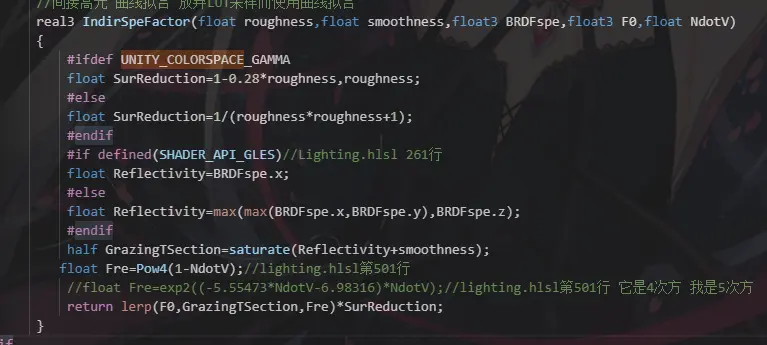 //间接高光 曲线拟合 放弃LUT采样而使用曲线拟合
real3 IndirSpeFactor(float roughness,float smoothness,float3 BRDFspe,float3 F0,float NdotV)
{
#ifdef UNITY_COLORSPACE_GAMMA
float SurReduction=1-0.28*roughness,roughness;
#else
float SurReduction=1/(roughness*roughness+1);
#endif
#if defined(SHADER_API_GLES)//Lighting.hlsl 261行
float Reflectivity=BRDFspe.x;
#else
float Reflectivity=max(max(BRDFspe.x,BRDFspe.y),BRDFspe.z);
#endif
half GrazingTSection=saturate(Reflectivity+smoothness);
float Fre=Pow4(1-NdotV);//lighting.hlsl第501行
//float Fre=exp2((-5.55473*NdotV-6.98316)*NdotV);//lighting.hlsl第501行 它是4次方 我是5次方
return lerp(F0,GrazingTSection,Fre)*SurReduction;
}
if